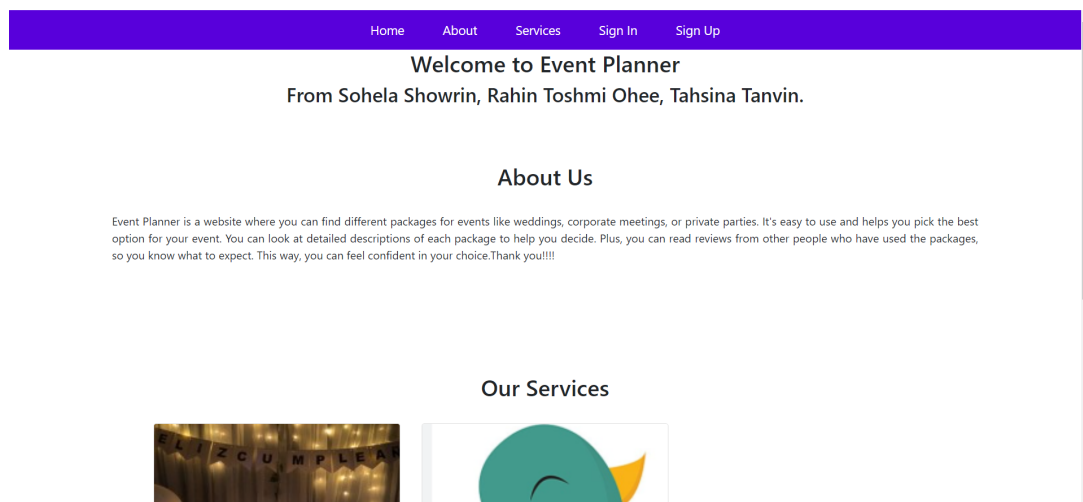 Home About Services Sign In Sign Up
Welcome to Event Planner
From Sohela Showrin, Rahin Toshmi Ohee, Tahsina Tanvin.
About Us
Event Planner is a website where you can find different packages for events like weddings, corporate meetings, or private parties. It's easy to use and helps you pick the best
option for your event. You can look at detailed descriptions of each package to help you decide. Plus, you can read reviews from other people who have used the packages,
so you know what to expect. This way, you can feel confident in your choice.Thank you!!!!
Our Services
ELIZCUMPLEAR